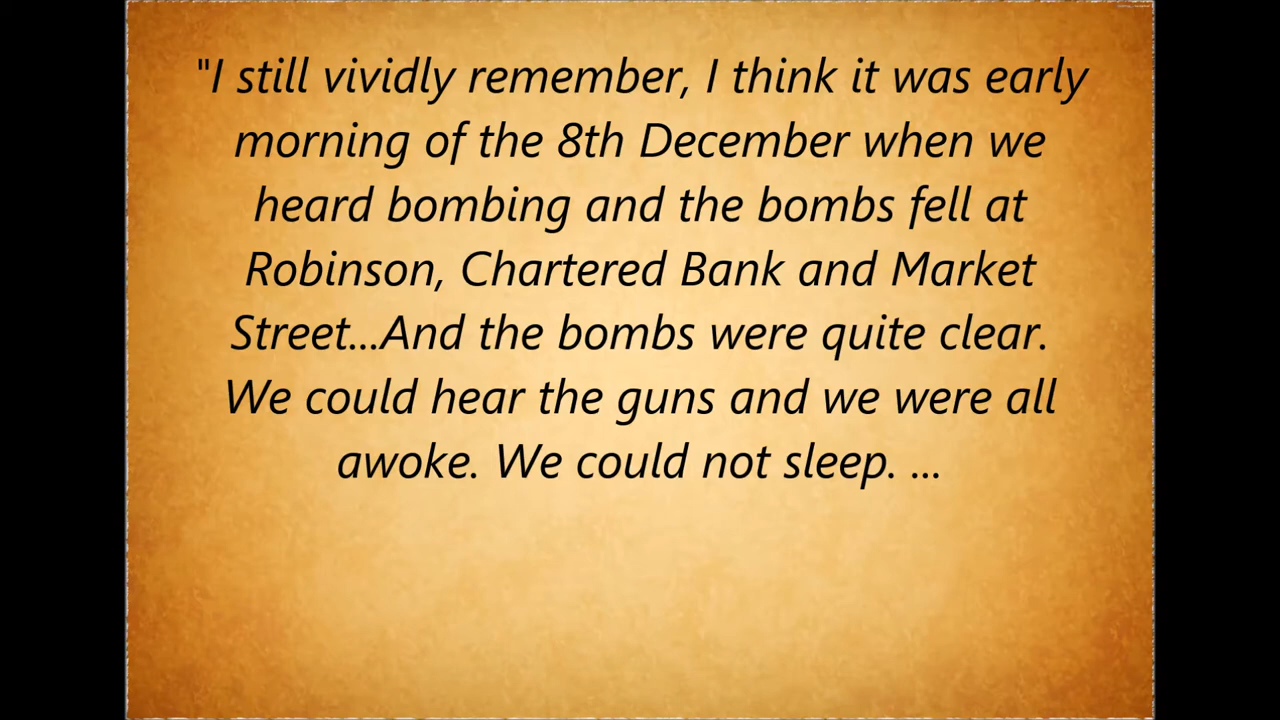 "I still vividly remember, I think it was early
morning of the 8th December when we
heard bombing and the bombs fell at
Robinson, Chartered Bank and Market
Street...And the bombs were quite clear.
We could hear the guns and we were all
awoke. We could not sleep. ...